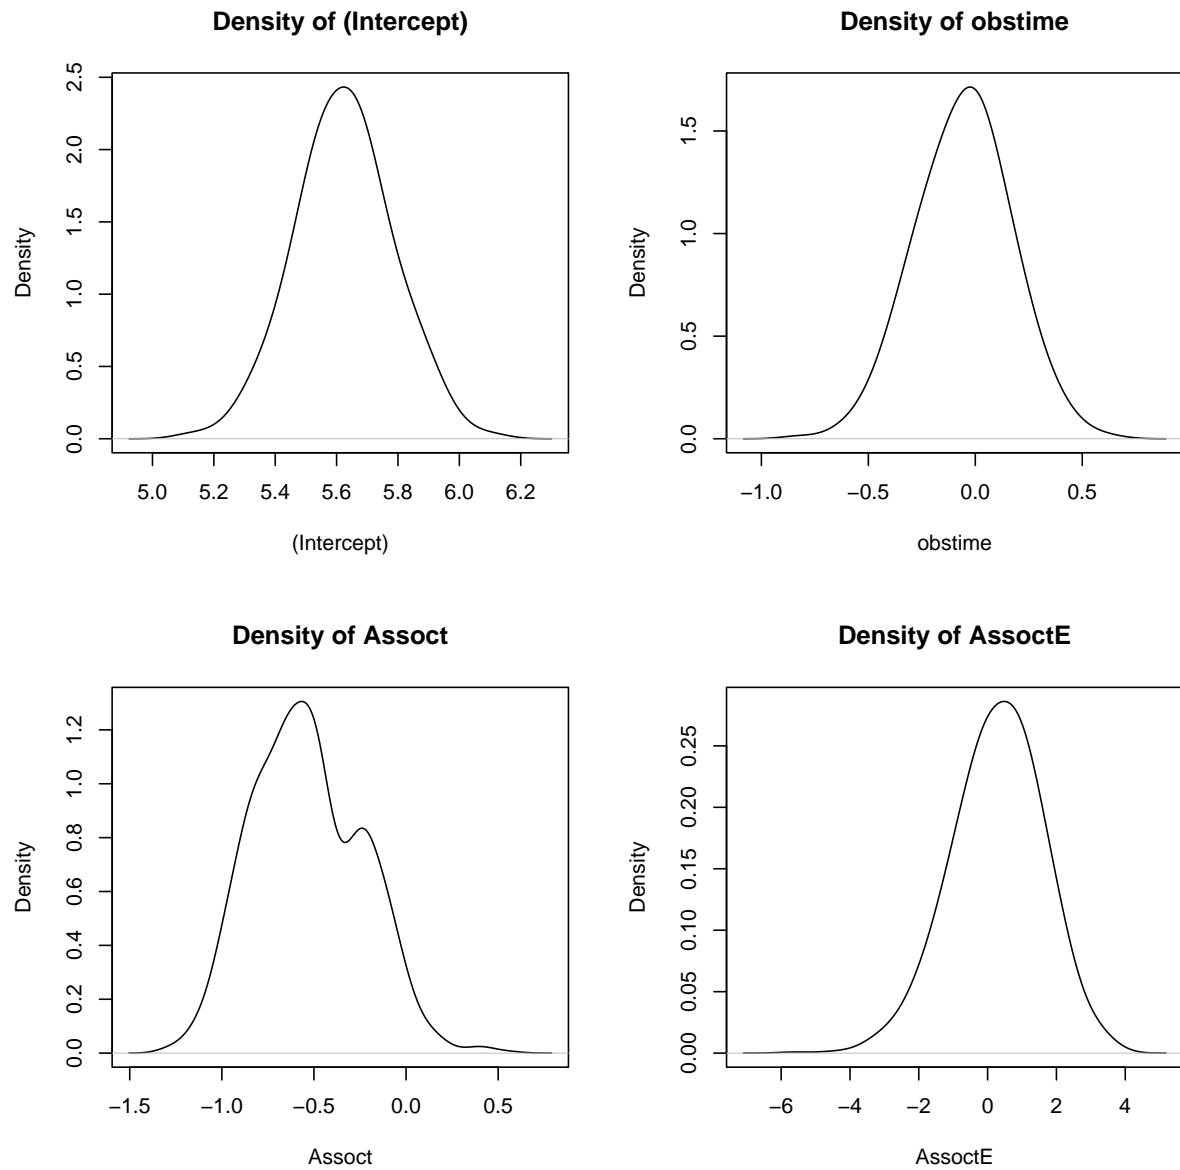 Density of (Intercept)
Density
0.0 0.5 1.0 1.5 2.0 2.5
5.0 5.2 5.4 5.6 5.8 6.0 6.2
(Intercept)
Density of obstime
Density
0.0 0.5 1.0 1.5
−1.0 −0.5 0.0 0.5
obstime
Density of Assoct
Density
0.0 0.2 0.4 0.6 0.8 1.0 1.2
−1.5 −1.0 −0.5 0.0 0.5
Assoct
Density of AssoctE
Density
0.00 0.05 0.10 0.15 0.20 0.25
−6 −4 −2 0 2 4
AssoctE